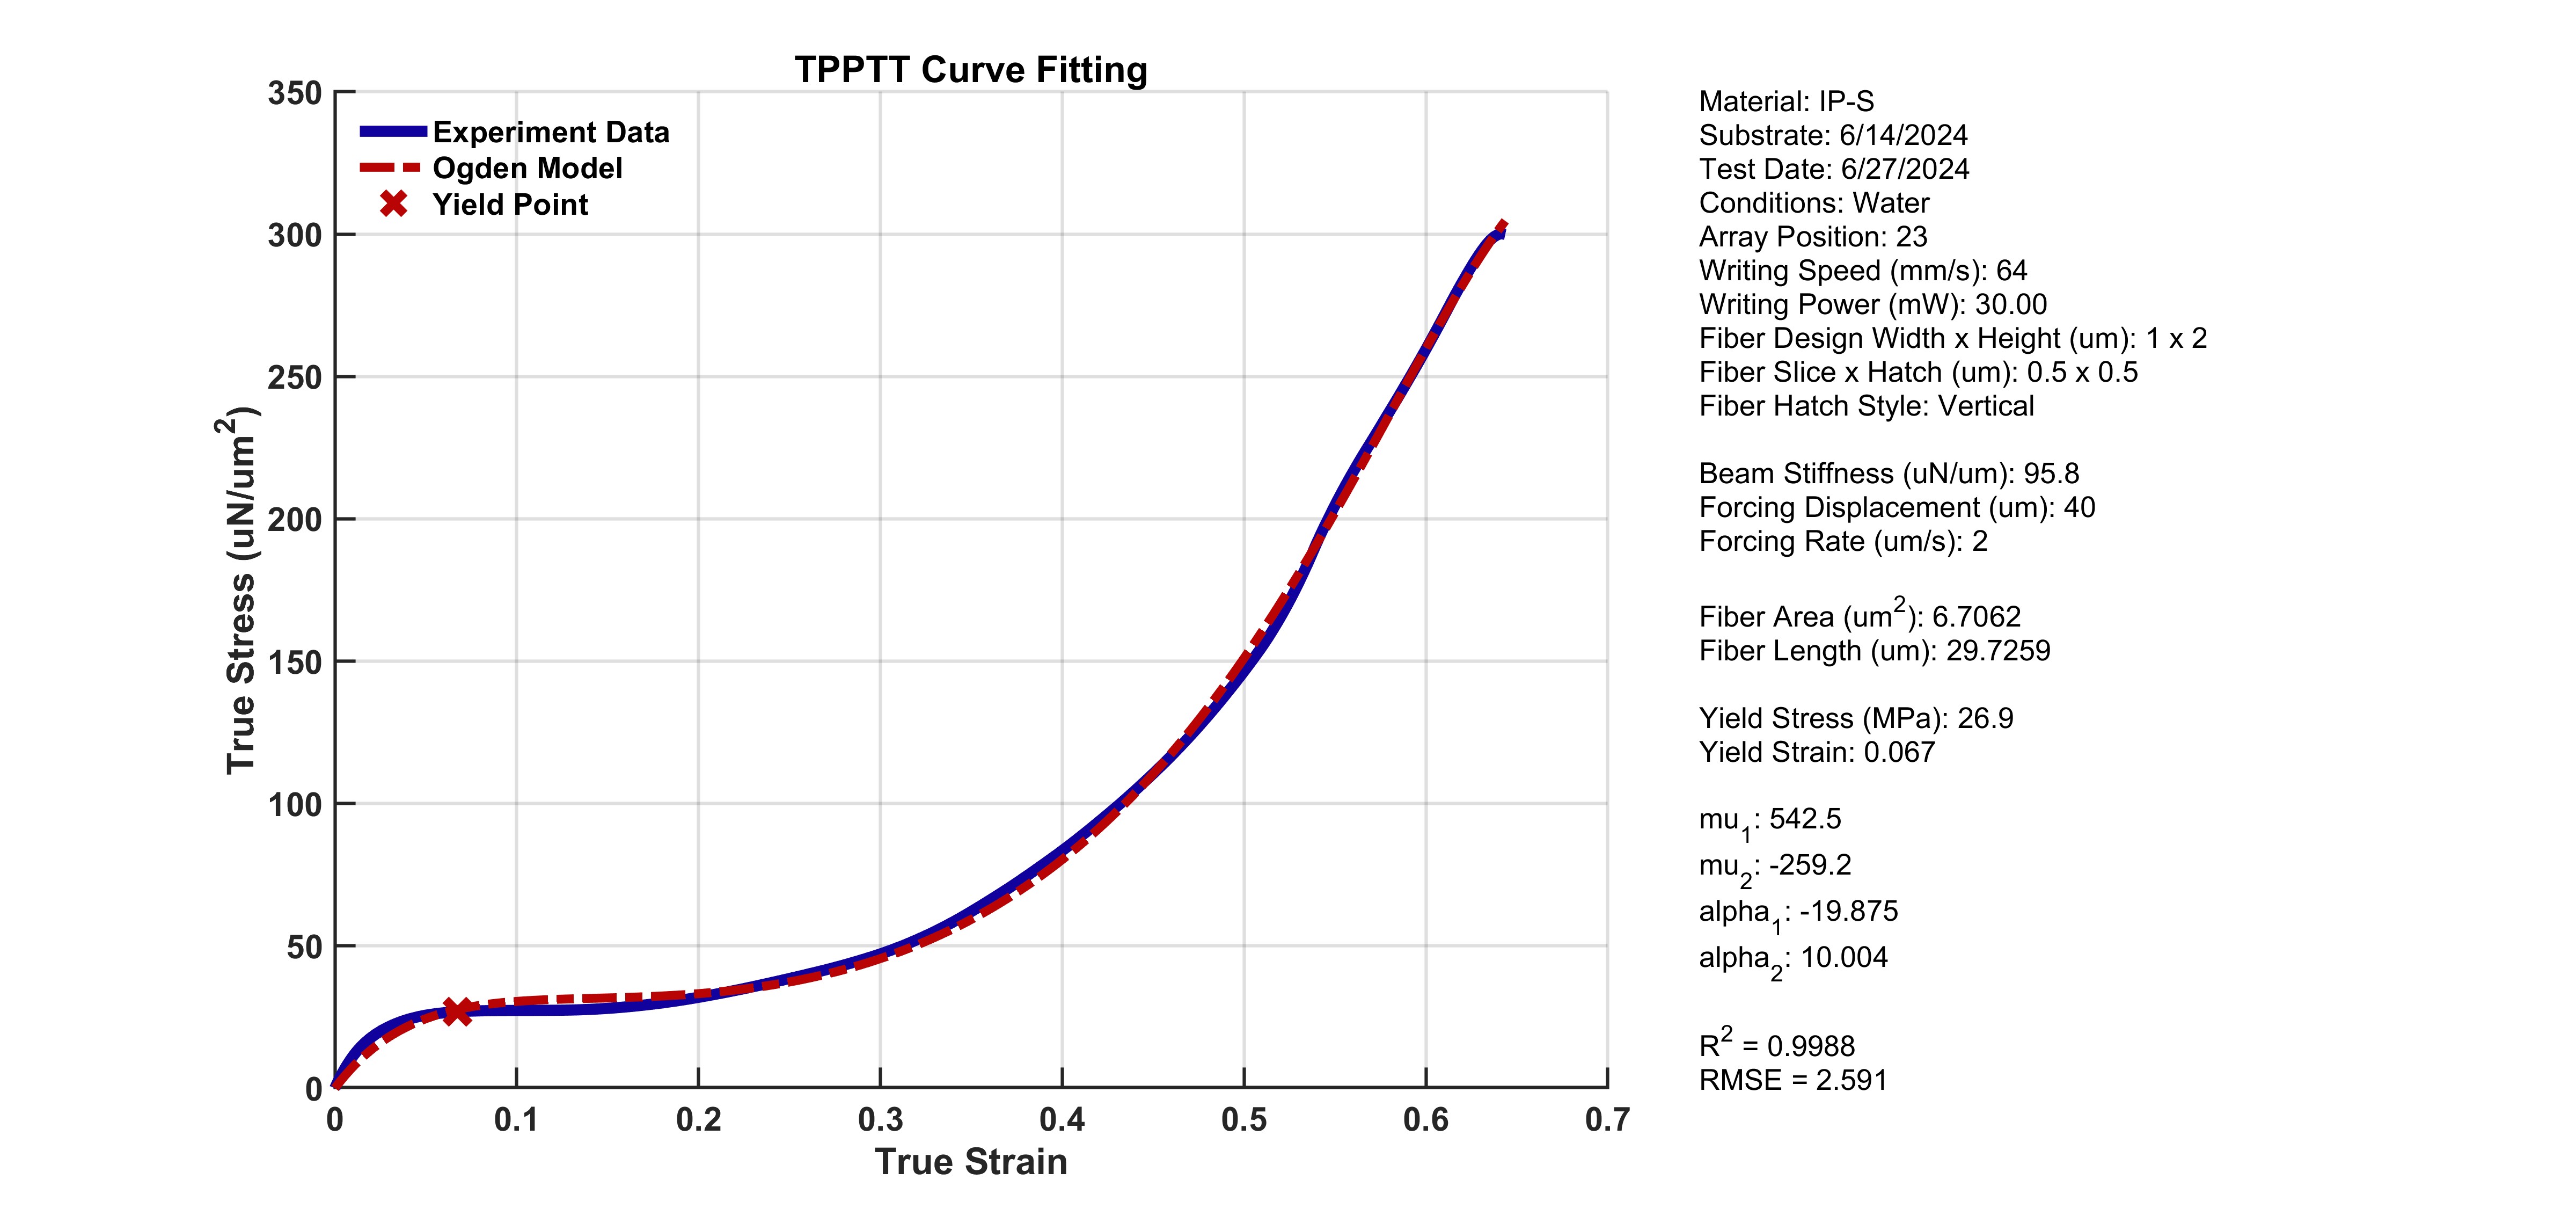 TPPTT Curve Fitting
350
300
250
200
150
100
50
0
True Stress (uN/um²)
Experiment Data
Ogden Model
Yield Point
0 0.1 0.2 0.3 0.4 0.5 0.6 0.7
True Strain
Material: IP-S
Substrate: 6/14/2024
Test Date: 6/27/2024
Conditions: Water
Array Position: 23
Writing Speed (mm/s): 64
Writing Power (mW): 30.00
Fiber Design Width x Height (um): 1 x 2
Fiber Slice x Hatch (um): 0.5 x 0.5
Fiber Hatch Style: Vertical
Beam Stiffness (uN/um): 95.8
Forcing Displacement (um): 40
Forcing Rate (um/s): 2
Fiber Area (um²): 6.7062
Fiber Length (um): 29.7259
Yield Stress (MPa): 26.9
Yield Strain: 0.067
mu₁: 542.5
mu₂: -259.2
alpha₁: -19.875
alpha₂: 10.004
R² = 0.9988
RMSE = 2.591